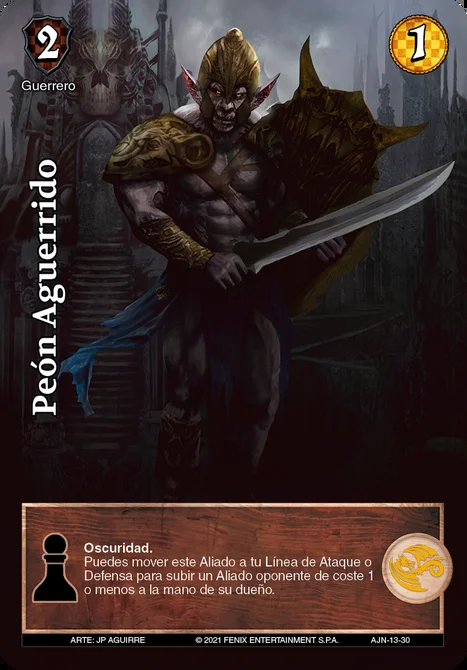 2
1
Guerrero
Peón Aguerrido
Oscuridad.
Puedes mover este Aliado a tu Línea de Ataque o
Defensa para subir un Aliado oponente de coste 1
o menos a la mano de su dueño.
ARTE: JP AGUIRRE © 2021 FENIX ENTERTAINMENT S.P.A. AJN-13-30